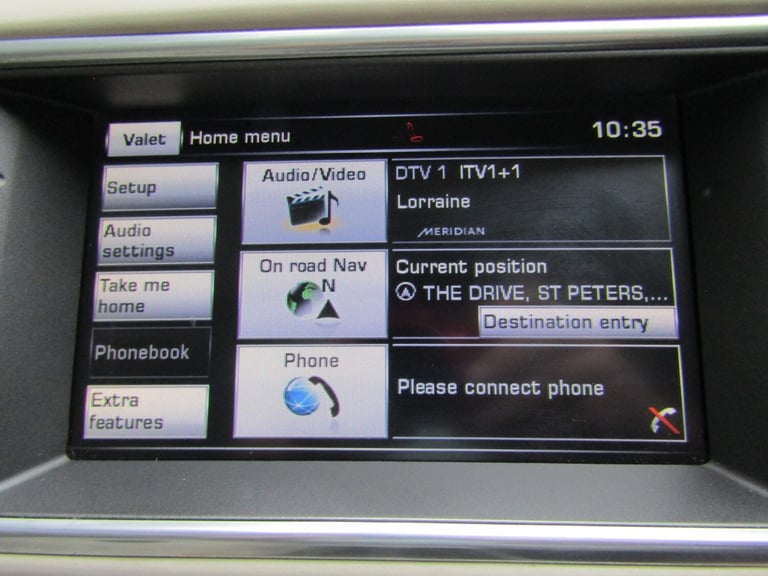 Valet
Home menu
10:35
Setup
Audio
settings
Take me
home
Phonebook
Extra
features
Audio/Video
DTV 1 ITV1+1
Lorraine
MERIDIAN
On road Nav
N
Current position
THE DRIVE, ST PETERS,...
Destination entry
Phone
Please connect phone